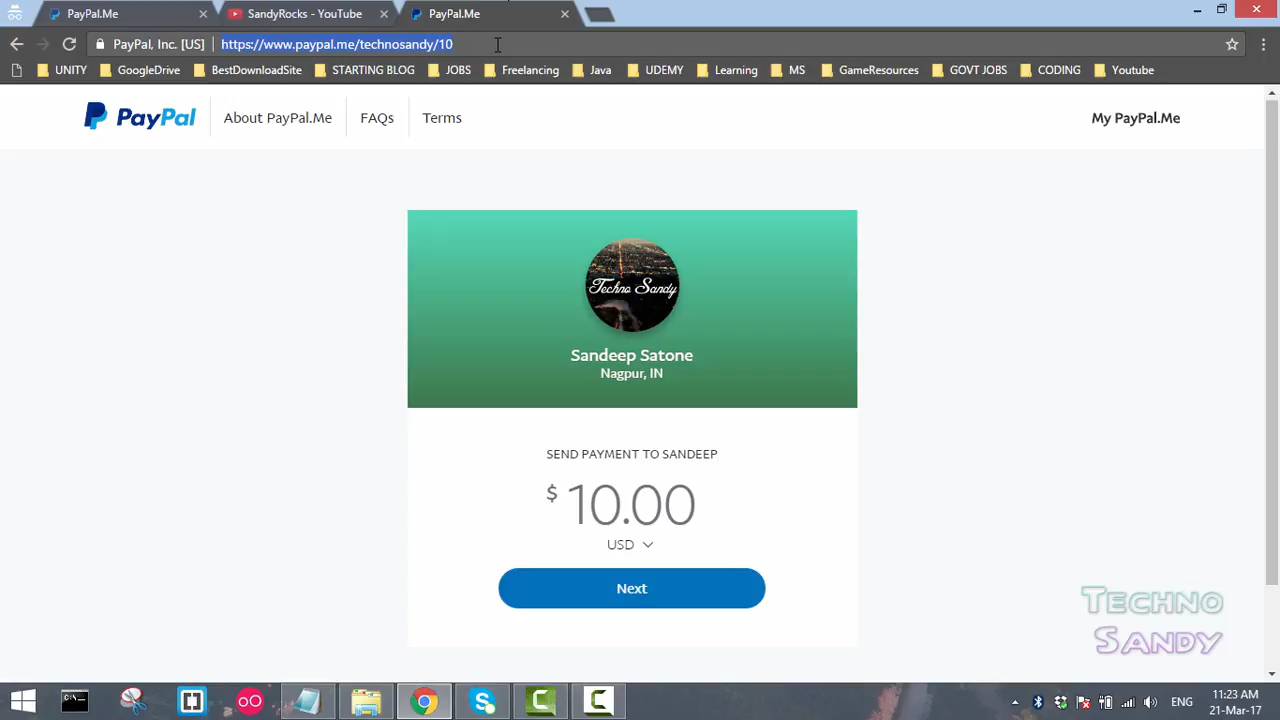 PayPal.Me
SandyRocks - YouTube
PayPal.Me
PayPal, Inc. [US]
https://www.paypal.me/technosandy/10
UNITY
GoogleDrive
BestDownloadSite
STARTING BLOG
JOBS
Freelancing
Java
UDEMY
Learning
MS
GameResources
GOVT JOBS
CODING
Youtube
PayPal
About PayPal.Me
FAQs
Terms
My PayPal.Me
Techno Sandy
Sandeep Satone
Nagpur, IN
SEND PAYMENT TO SANDEEP
$ 10.00
USD
Next
TECHNO
SANDY
ENG
11:23 AM
21-Mar-17